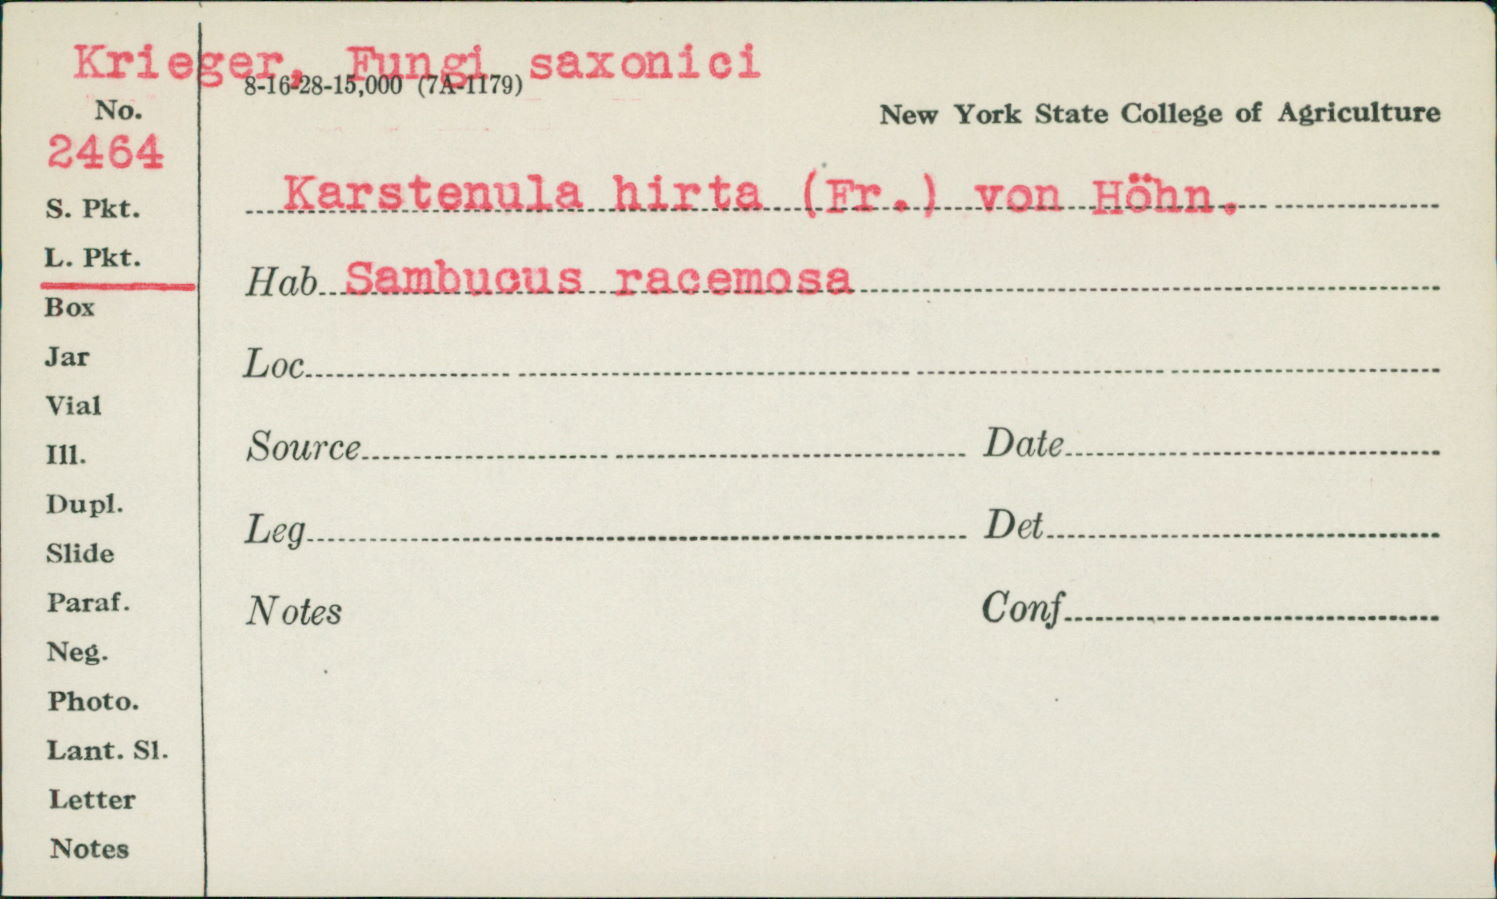 Krieger, Fungi saxonici
8-16-28-15,000 (7A-1179)
No.
New York State College of Agriculture
2464
Karstenula hirta (Fr.) von Höhn.
S. Pkt.
L. Pkt.
Hab. Sambucus racemosa
Box
Jar
Loc.
Vial
Ill.
Source
Date
Dupl.
Leg.
Det.
Slide
Paraf.
Notes
Conf.
Neg.
Photo.
Lant. Sl.
Letter
Notes